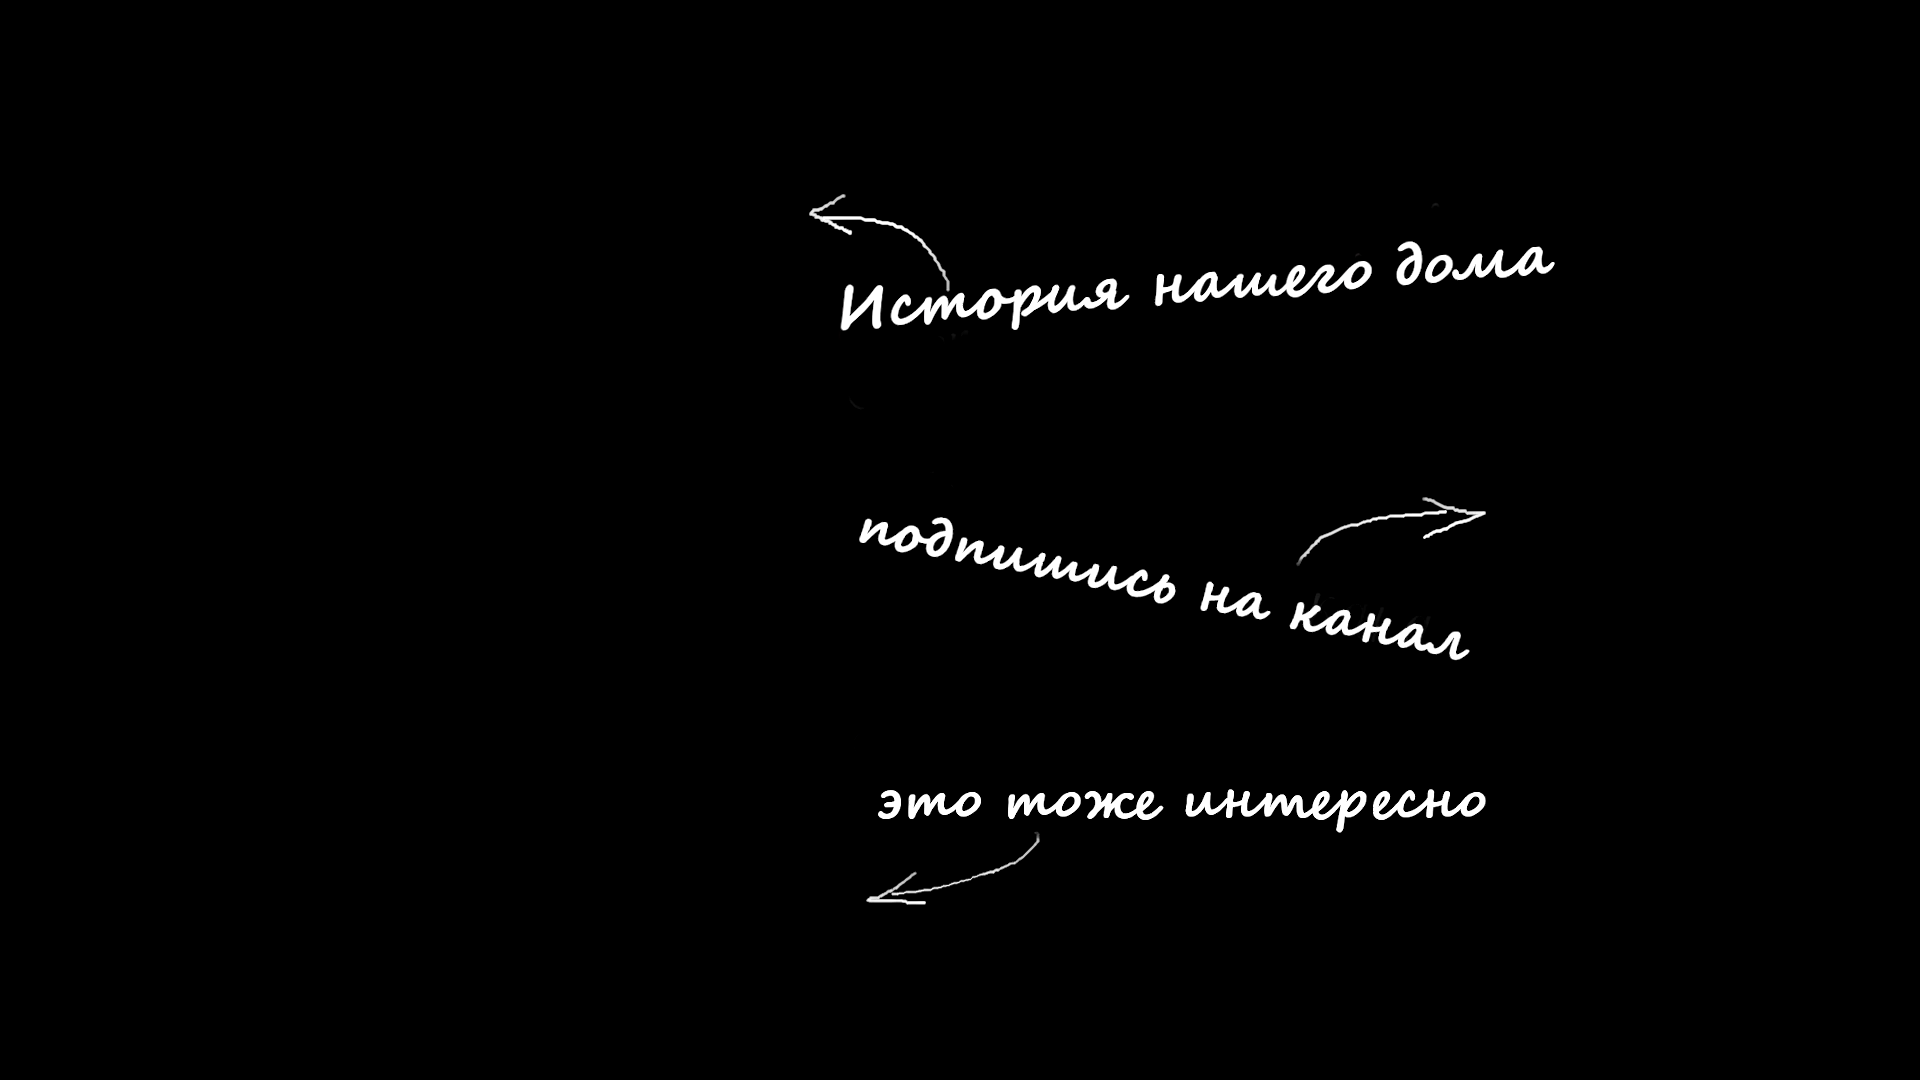 История нашего дома
подпишись на канал
это тоже интересно